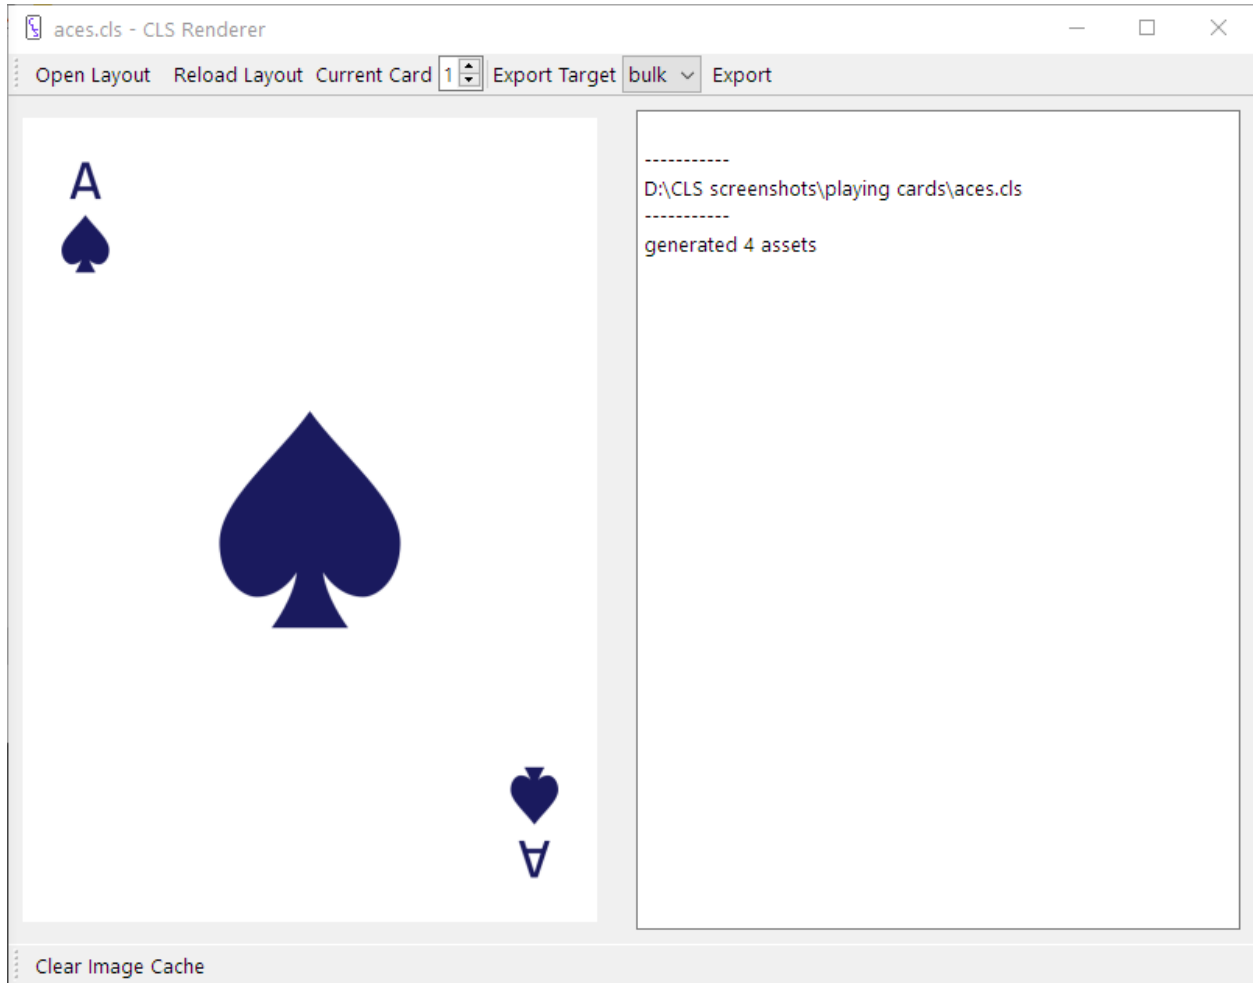 aces.cls - CLS Renderer
Open Layout Reload Layout Current Card 1 Export Target bulk Export
A
-----------
D:\CLS screenshots\playing cards\aces.cls
-----------
generated 4 assets
A
Clear Image Cache